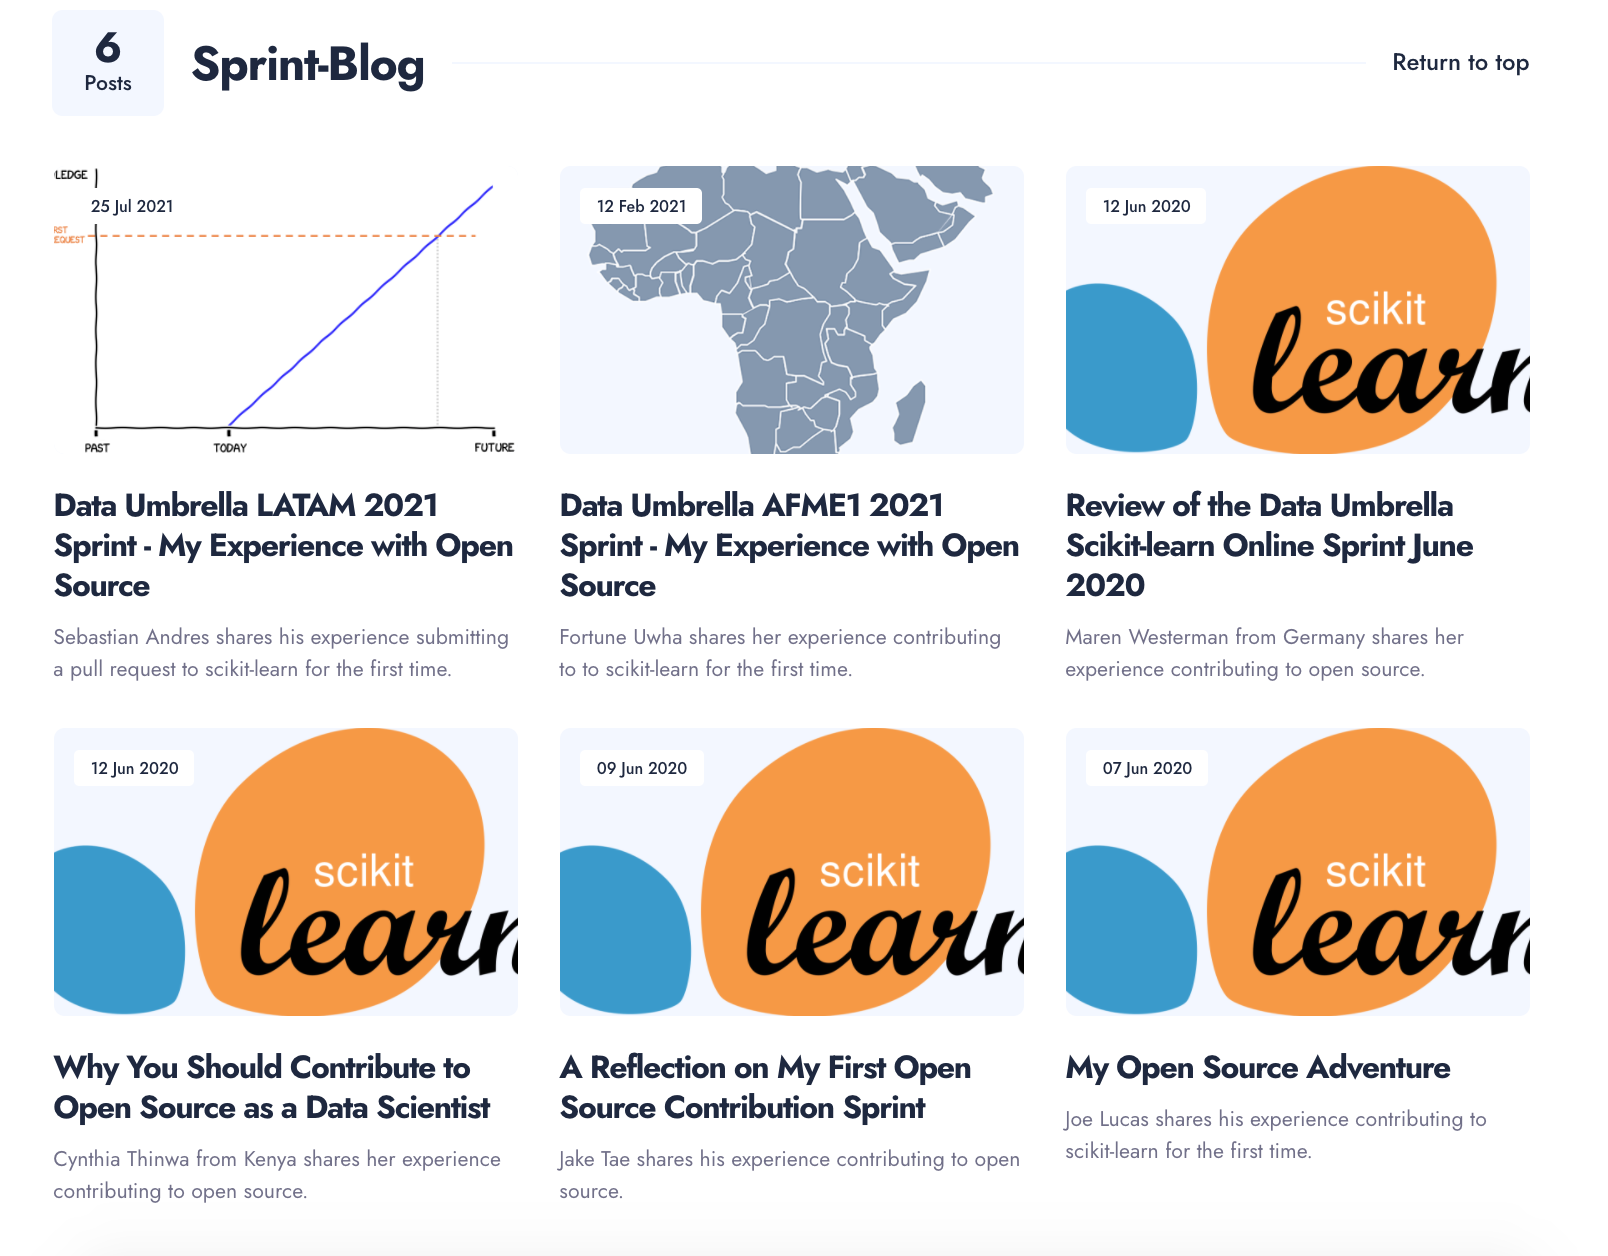 6
Posts
Sprint-Blog
Return to top
LEDGE
25 Jul 2021
RST
EQUEST
PAST
TODAY
FUTURE
Data Umbrella LATAM 2021
Sprint - My Experience with Open
Source
Sebastian Andres shares his experience submitting
a pull request to scikit-learn for the first time.
12 Feb 2021
Data Umbrella AFME1 2021
Sprint - My Experience with Open
Source
Fortune Uwha shares her experience contributing
to to scikit-learn for the first time.
12 Jun 2020
scikit
learn
Review of the Data Umbrella
Scikit-learn Online Sprint June
2020
Maren Westerman from Germany shares her
experience contributing to open source.
12 Jun 2020
scikit
learn
Why You Should Contribute to
Open Source as a Data Scientist
Cynthia Thinwa from Kenya shares her experience
contributing to open source.
09 Jun 2020
scikit
learn
A Reflection on My First Open
Source Contribution Sprint
Jake Tae shares his experience contributing to open
source.
07 Jun 2020
scikit
learn
My Open Source Adventure
Joe Lucas shares his experience contributing to
scikit-learn for the first time.